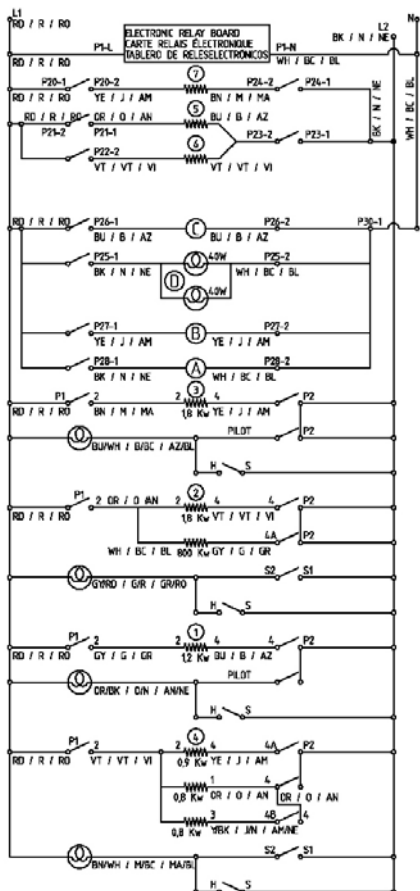 L1
RD / R / RO
ELECTRONIC RELAY BOARD
CARTE RELAIS ÉLECTRONIQUE
TABLERO DE RELESELECTRÓNICOS
L2
N
BK / N / NE
P1-L
P1-N
RD / R / RO
WH / BC / BL
P20-1 P20-2 7 P24-2 P24-1
RD / R / RO YE / J / AM BN / M / MA
RD / R / RO OR / O / AN 5 BU / B / AZ
P21-2 P21-1 P23-2 P23-1
P22-2 6
VT / VT / VI VT / VT / VI
BK / N / NE
WH / BC / BL
RD / R / RO
P26-1 C P26-2 P30-1
BU / B / AZ BU / B / AZ
P25-1 40W P25-2
BK / N / NE D WH / BC / BL
40W
P27-1 B P27-2
YE / J / AM YE / J / AM
P28-1 A P28-2
BK / N / NE WH / BC / BL
P1 2 2 3 4 4 P2
RD / R / RO BN / M / MA 1,8 Kw YE / J / AM
PILOT P2
BU/WH / B/BC / AZ/BL
H S
P1 2 OR / O / AN 2 2 4 4 P2
RD / R / RO 1,8 Kw VT / VT / VI
4A P2
WH / BC / BL 800 Kw GY / G / GR
S2 S1
GY/RD / G/R / GR/RO
H S
P1 2 2 1 4 4 P2
RD / R / RO GY / G / GR 1,2 Kw BU / B / AZ
PILOT
OR/BK / O/N / AN/NE
H S
P1 2 2 4 4 4A P2
RD / R / RO VT / VT / VI 0,9 Kw YE / J / AM
1 4
0,8 Kw OR / O / AN OR / O / AN
3 4B 4
0,8 Kw Y/BK / J/N / AM/NE
S2 S1
BN/WH / M/BC / MA/BL
H S